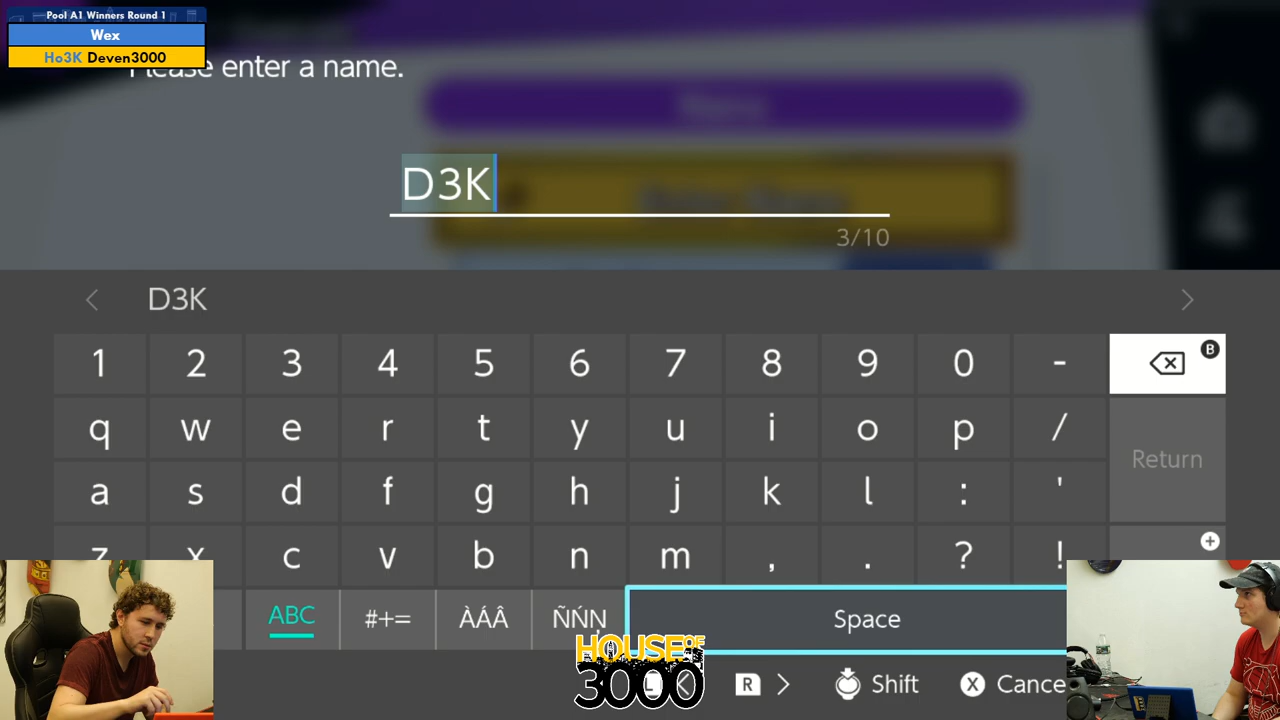 Pool A1 Winners Round 1
Wex
Ho3K Deven3000
Please enter a name.
D3K
3/10
D3K
1 2 3 4 5 6 7 8 9 0 -
B
q w e r t y u i o p /
Return
a s d f g h j k l : '
z x c v b n m , . ? !
ABC #+= ÀÁÂ ÑŃŅ Space
HOUSE OF
3000
L R Shift X Cance